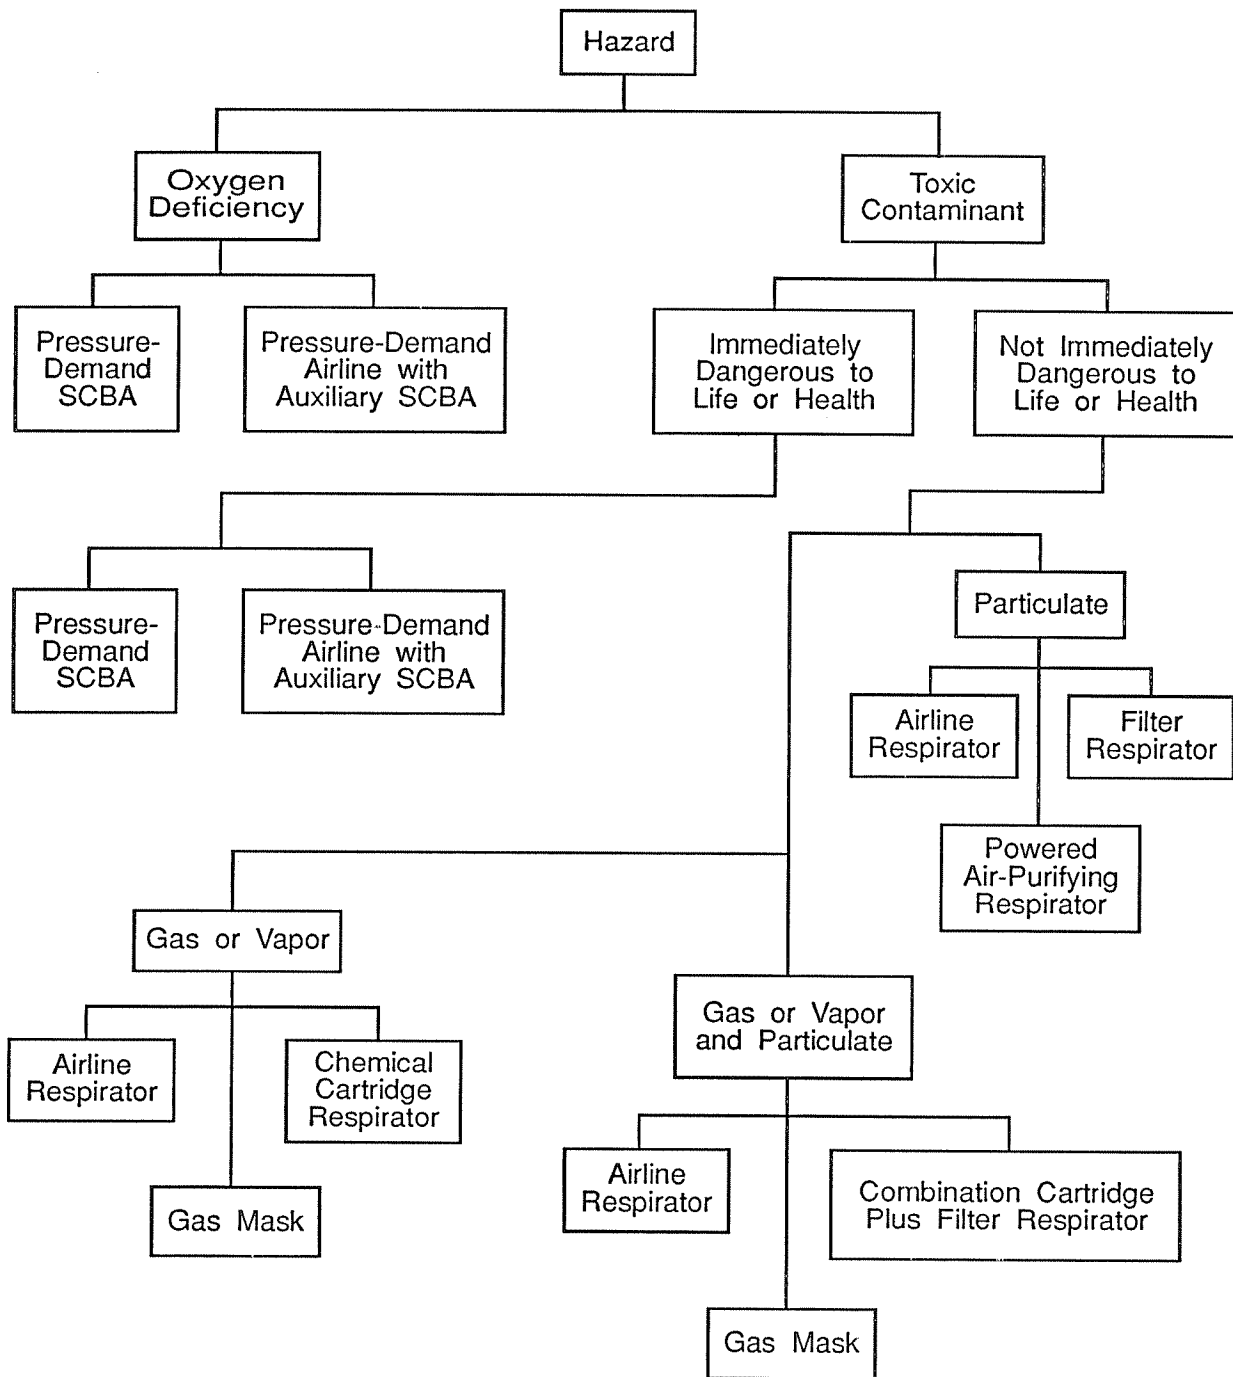 Hazard
Oxygen
Deficiency
Toxic
Contaminant
Pressure-
Demand
SCBA
Pressure-Demand
Airline with
Auxiliary SCBA
Immediately
Dangerous to
Life or Health
Not Immediately
Dangerous to
Life or Health
Pressure-
Demand
SCBA
Pressure-Demand
Airline with
Auxiliary SCBA
Particulate
Airline
Respirator
Filter
Respirator
Powered
Air-Purifying
Respirator
Gas or Vapor
Airline
Respirator
Chemical
Cartridge
Respirator
Gas Mask
Gas or Vapor
and Particulate
Airline
Respirator
Combination Cartridge
Plus Filter Respirator
Gas Mask